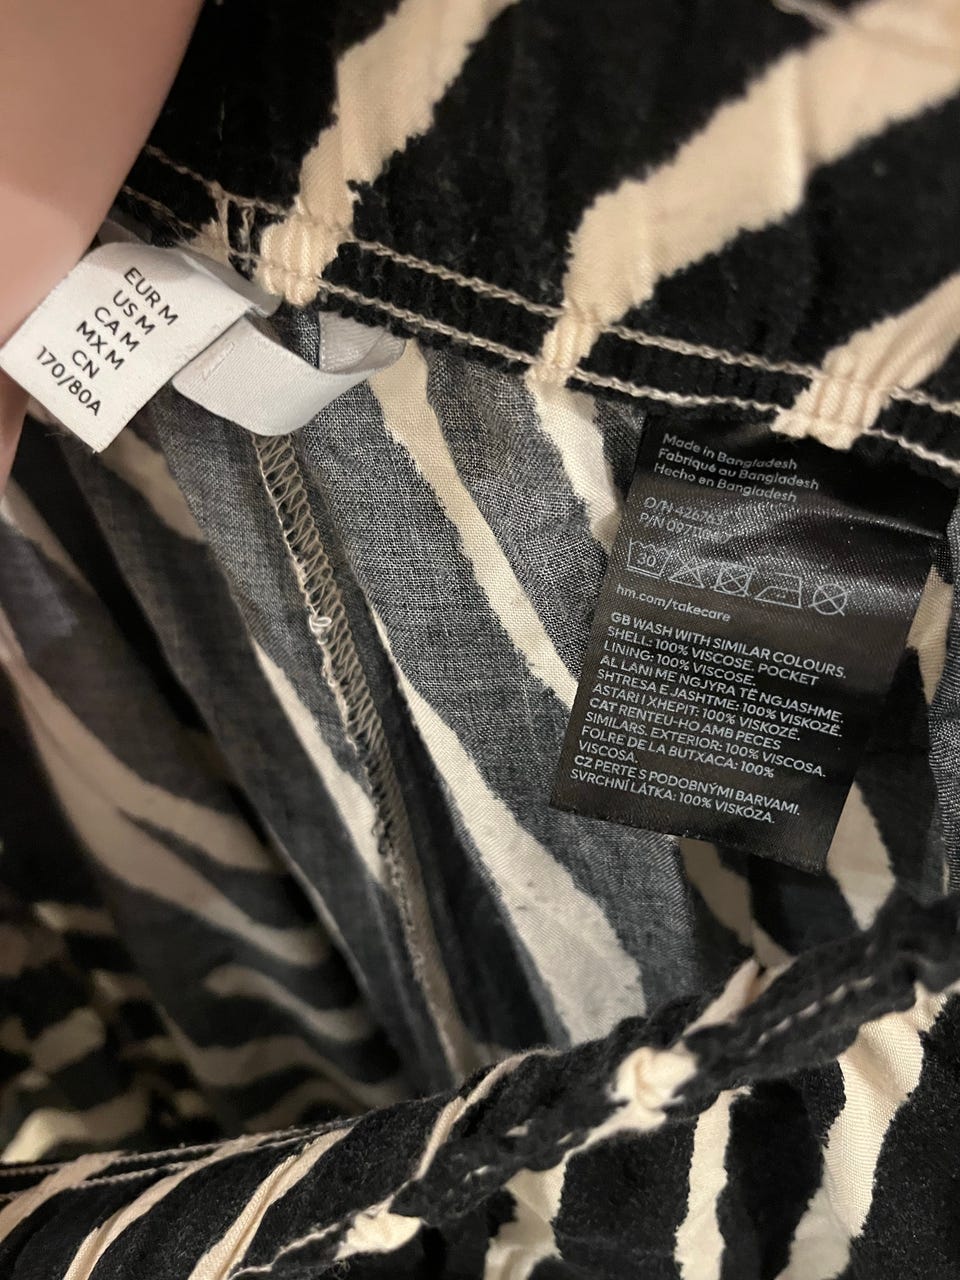 EUR M
US M
CA M
MX M
CN
170/80A
Made in Bangladesh
Fabriqué au Bangladesh
Hecho en Bangladesh
O/N
P/N
30
hm.com/takecare
GB WASH WITH SIMILAR COLOURS.
SHELL: 100% VISCOSE. POCKET
LINING: 100% VISCOSE.
AL LANI ME NGJYRA TË NGJASHME.
SHTRESA E JASHTME: 100% VISKOZË.
ASTARI I XHEPIT: 100% VISKOZË.
CAT RENTEU-HO AMB PECES
SIMILARS. EXTERIOR: 100% VISCOSA.
FOLRE DE LA BUTXACA: 100%
VISCOSA.
CZ PERTE S PODOBNÝMI BARVAMI.
SVRCHNÍ LÁTKA: 100% VISKÓZA.